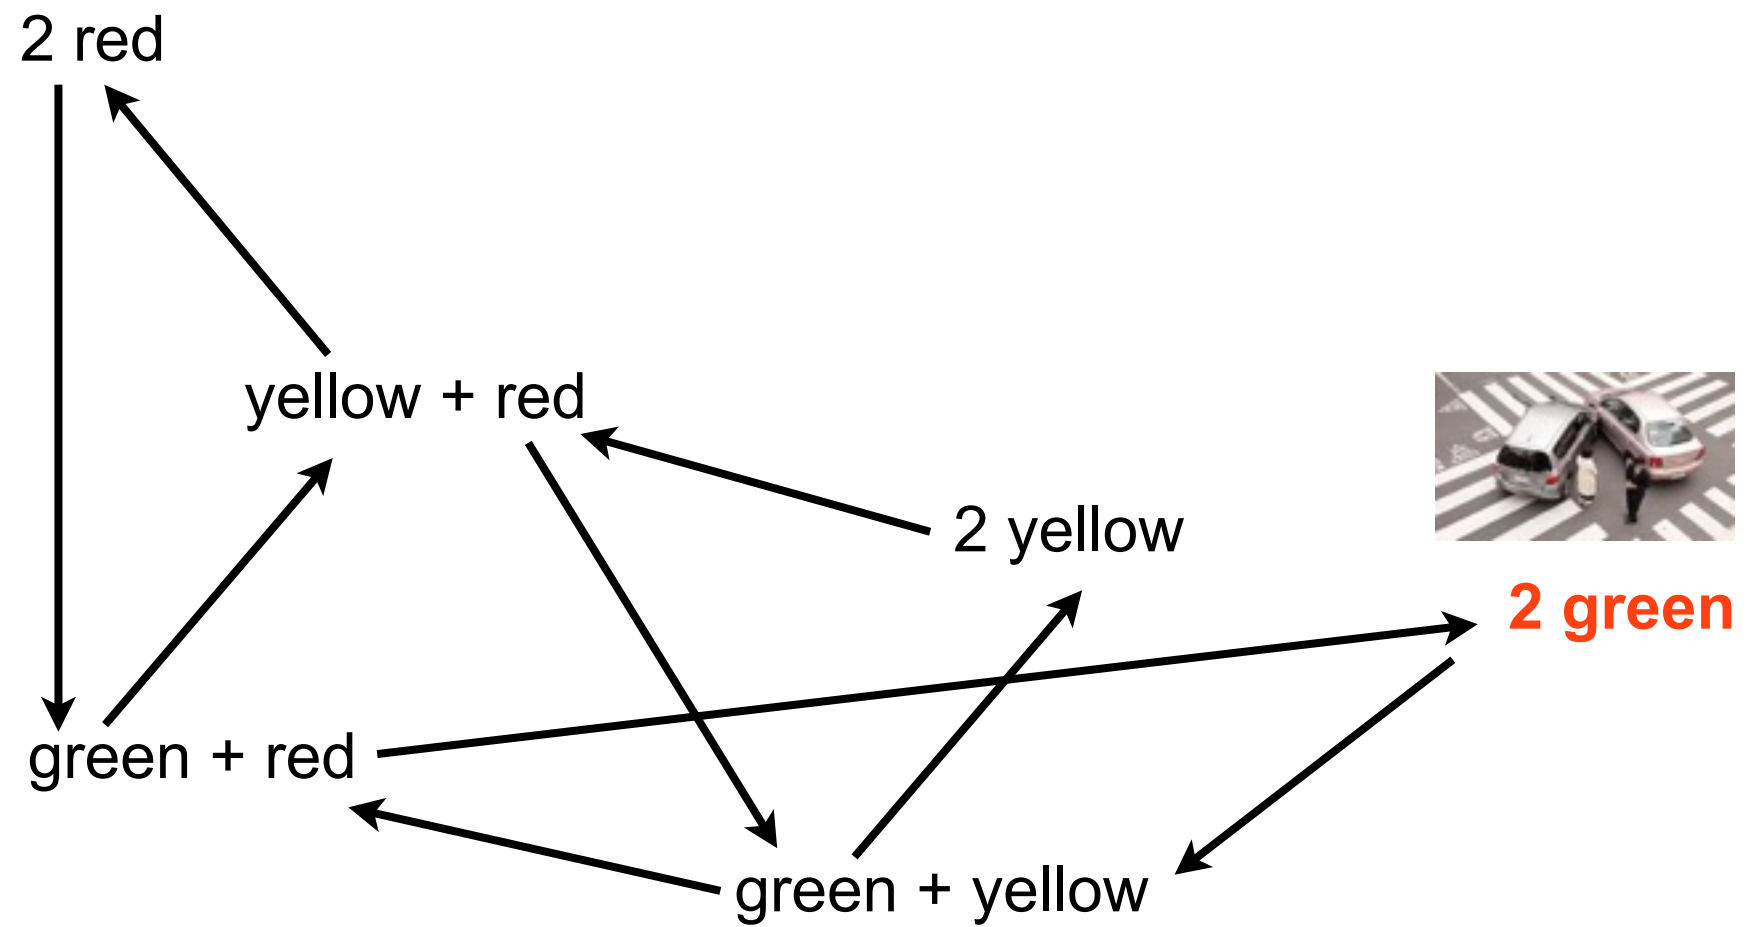 2 red
yellow + red
2 yellow
2 green
green + red
green + yellow